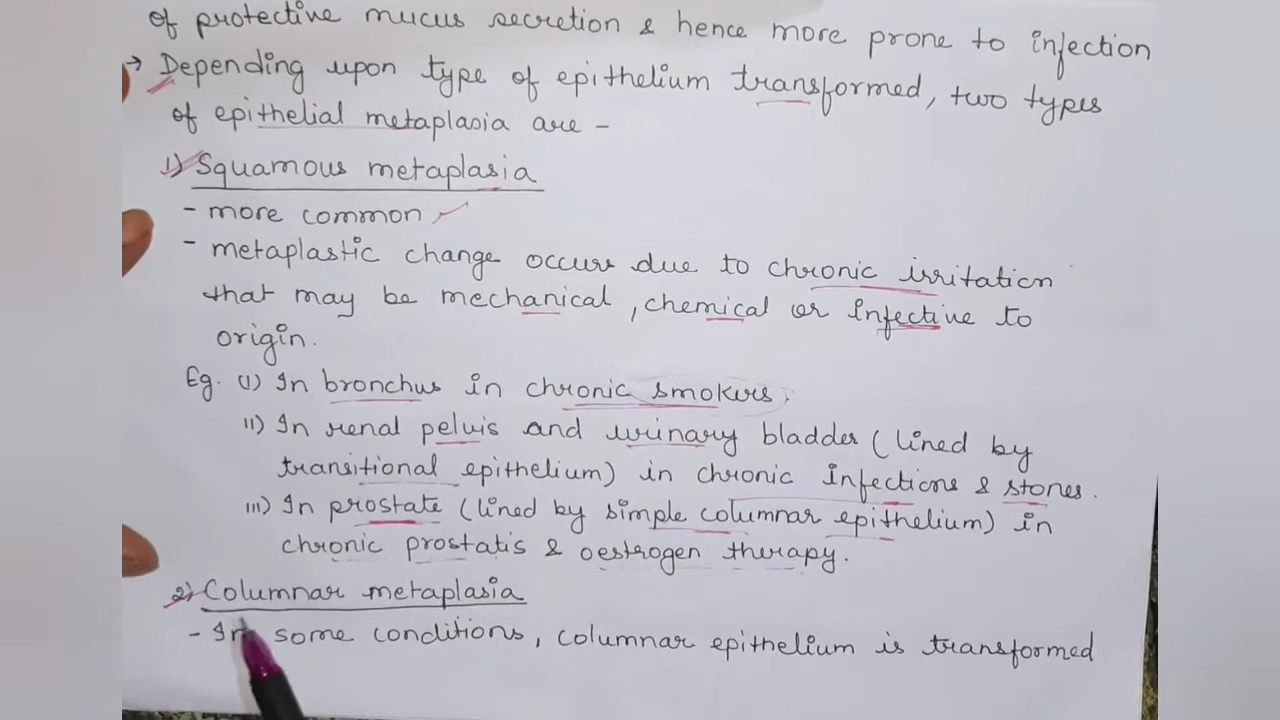 of protective mucus secretion & hence more prone to infection
→ Depending upon type of epithelium transformed, two types
of epithelial metaplasia are -
1) Squamous metaplasia
- more common
- metaplastic change occurs due to chronic irritation
that may be mechanical, chemical or infective to
origin.
Eg. (i) In bronchus in chronic smokers.
ii) In renal pelvis and urinary bladder (lined by
transitional epithelium) in chronic infections & stones.
iii) In prostate (lined by simple columnar epithelium) in
chronic prostatis & oestrogen therapy.
2) Columnar metaplasia
- In some conditions, columnar epithelium is transformed